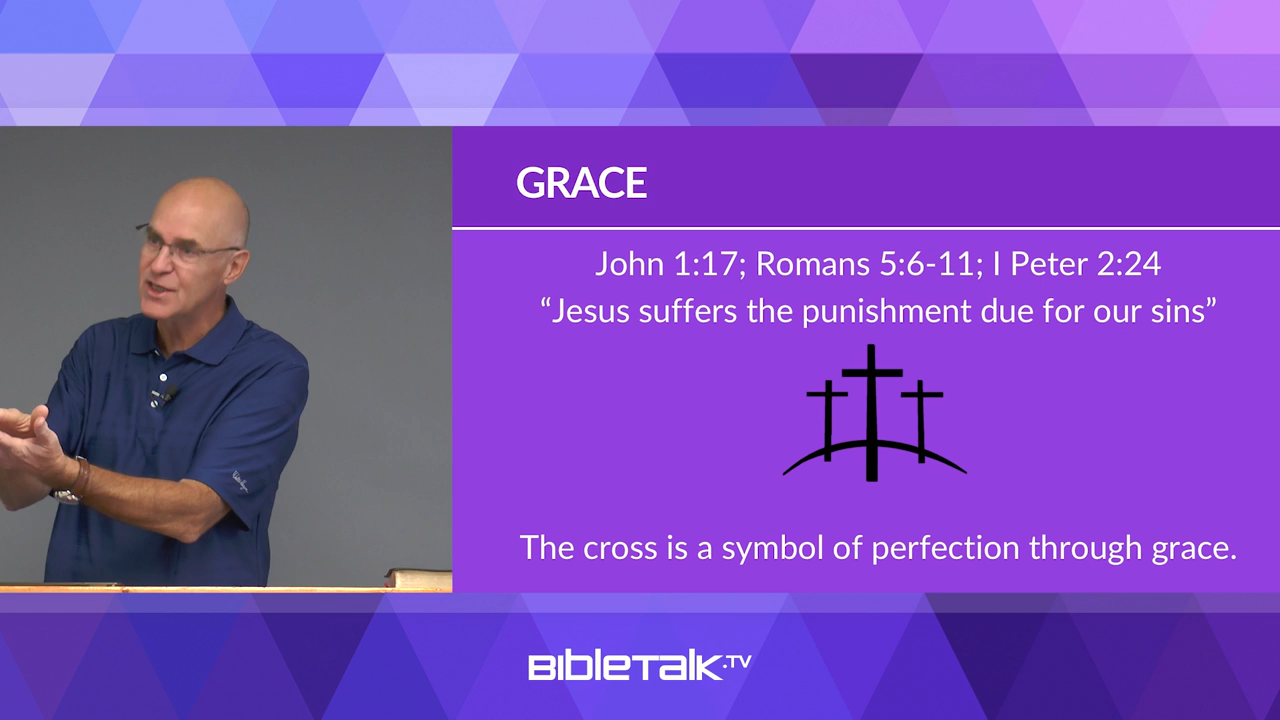 GRACE
John 1:17; Romans 5:6-11; I Peter 2:24
“Jesus suffers the punishment due for our sins”
The cross is a symbol of perfection through grace.
BIBLETALK.TV